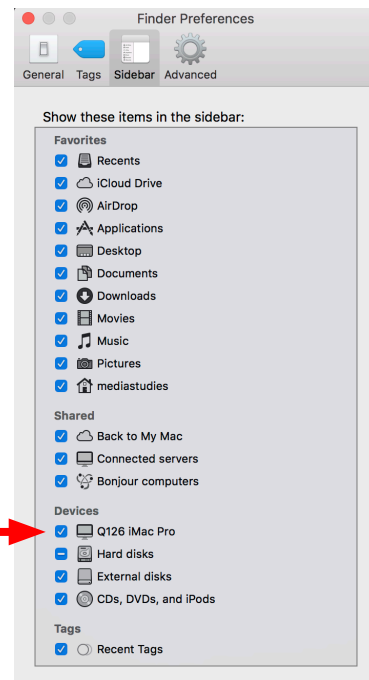 Finder Preferences
General Tags Sidebar Advanced
Show these items in the sidebar:
Favorites
Recents
iCloud Drive
AirDrop
Applications
Desktop
Documents
Downloads
Movies
Music
Pictures
mediastudies
Shared
Back to My Mac
Connected servers
Bonjour computers
Devices
Q126 iMac Pro
Hard disks
External disks
CDs, DVDs, and iPods
Tags
Recent Tags